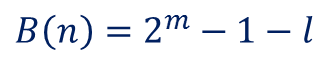 B(n) = 2^m − 1 − l